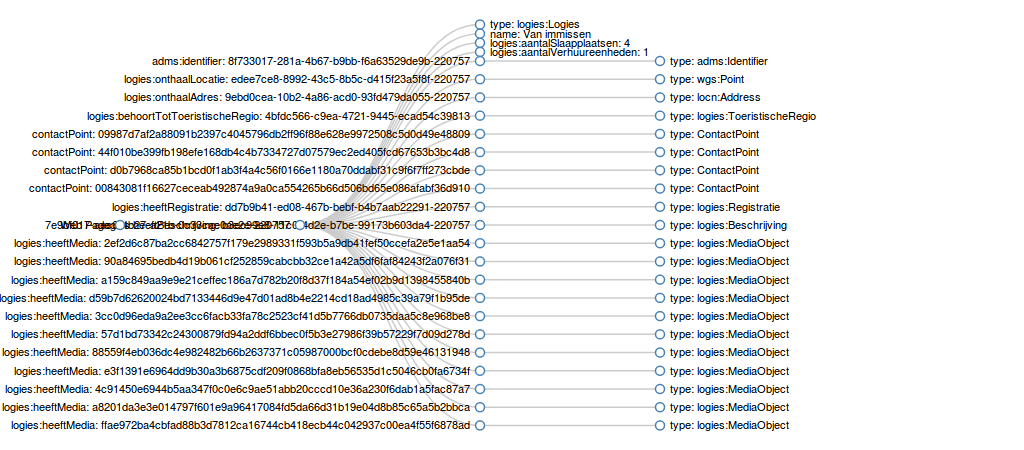 type: logies:Logies
name: Van immissen
logies:aantalSlaapplaatsen: 4
logies:aantalVerhuureenheden: 1
adms:identifier: 8f733017-281a-4b67-b9bb-f6a63529de9b-220757 type: adms:Identifier
logies:onthaalLocatie: edee7ce8-8992-43c5-8b5c-d415f23a5f8f-220757 type: wgs:Point
logies:onthaalAdres: 9ebd0cea-10b2-4a86-acd0-93fd479da055-220757 type: locn:Address
logies:behoortTotToeristischeRegio: 4bfdc566-c9ea-4721-9445-ecad54c39813 type: logies:ToeristischeRegio
contactPoint: 09987d7af2a88091b2397c4045796db2ff96f88e628e9972508c5d0d49e48809 type: ContactPoint
contactPoint: 44f010be399fb198efe168db4c4b7334727d07579ec2ed405fcd67653b3bc4d8 type: ContactPoint
contactPoint: d0b7968ca85b1bcd0f1ab3f4a4c56f0166e1180a70ddabf31c9f6f7ff273cbde type: ContactPoint
contactPoint: 00843081f16627ceceab492874a9a0ca554265b66d506bd65e086afabf36d910 type: ContactPoint
logies:heeftRegistratie: dd7b9b41-ed08-467b-bebf-b4b7aab22291-220757 type: logies:Registratie
type: logies:Beschrijving
logies:heeftMedia: 2ef2d6c87ba2cc6842757f179e2989331f593b5a9db41fef50ccefa2e5e1aa54 type: logies:MediaObject
logies:heeftMedia: 90a84695bedb4d19b061cf252859cabcbb32ce1a42a5df6faf84243f2a076f31 type: logies:MediaObject
logies:heeftMedia: a159c849aa9e9e21ceffec186a7d782b20f8d37f184a54ef02b9d1398455840b type: logies:MediaObject
logies:heeftMedia: d59b7d62620024bd7133446d9e47d01ad8b4e2214cd18ad4985c39a79f1b95de type: logies:MediaObject
logies:heeftMedia: 3cc0d96eda9a2ee3cc6facb33fa78c2523cf41d5b7766db0735daa5c8e968be8 type: logies:MediaObject
logies:heeftMedia: 57d1bd73342c24300879fd94a2ddf6bbec0f5b3e27986f39b57229f7d09d278d type: logies:MediaObject
logies:heeftMedia: 88559f4eb036dc4e982482b66b2637371c05987000bcf0cdebe8d59e46131948 type: logies:MediaObject
logies:heeftMedia: e3f1391e6964dd9b30a3b6875cdf209f0868bfa8eb56535d1c5046cb0fa6734f type: logies:MediaObject
logies:heeftMedia: 4c91450e6944b5aa347f0c0e6c9ae51abb20cccd10e36a230f6dab1a5fac87a7 type: logies:MediaObject
logies:heeftMedia: a8201da3e3e014797f601e9a96417084fd5da66d31b19e04d8b85c65a5b2bbca type: logies:MediaObject
logies:heeftMedia: ffae972ba4cbfad88b3d7812ca16744cb418ecb44c042937c00ea4f55f6878ad type: logies:MediaObject